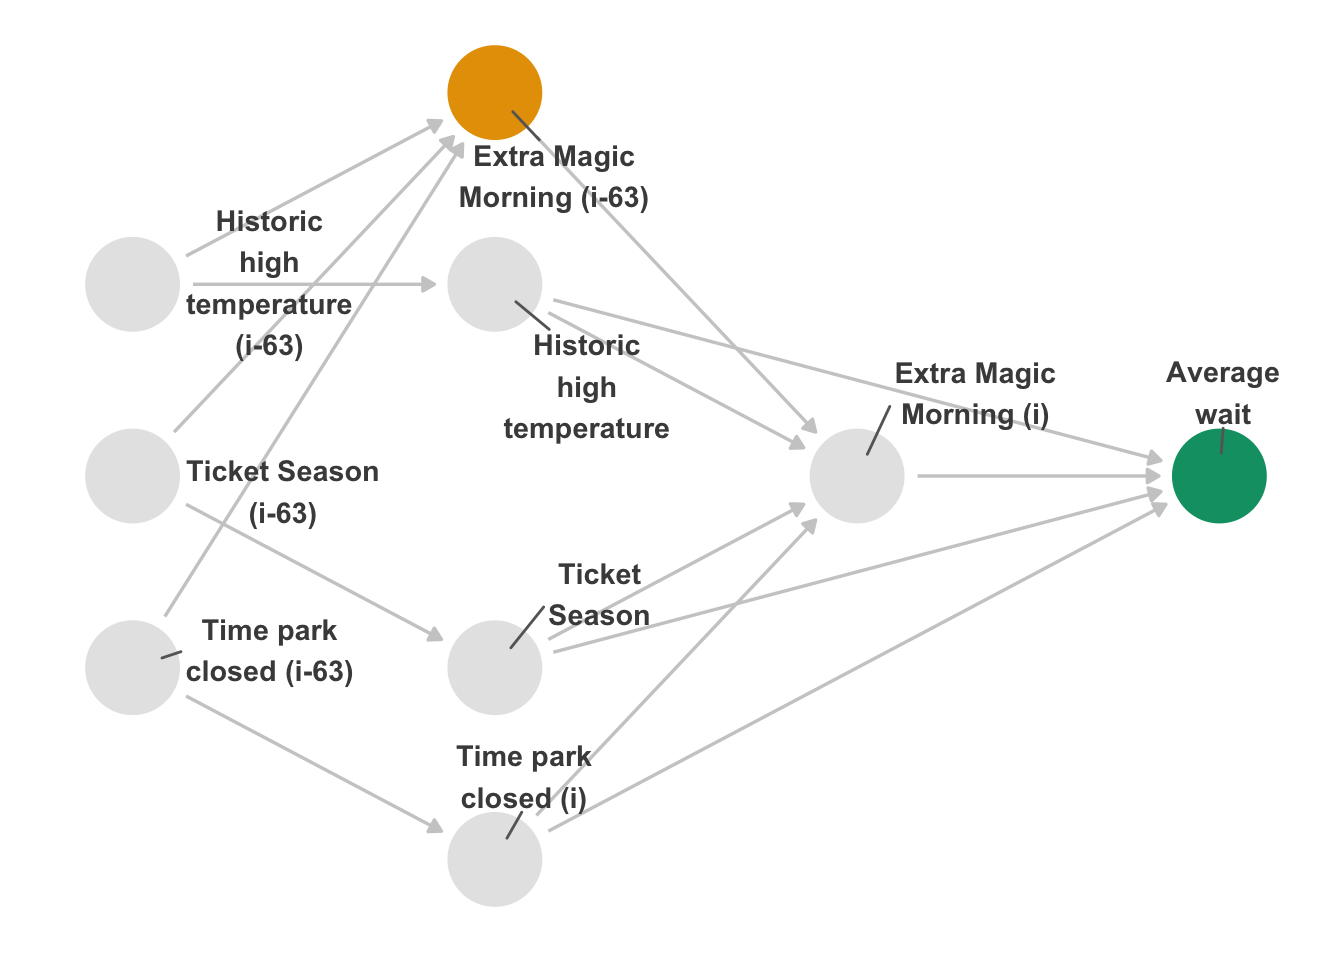 Extra Magic
Morning (i-63)
Historic
high
temperature
(i-63)
Historic
high
temperature
Extra Magic
Morning (i)
Average
wait
Ticket Season
(i-63)
Ticket
Season
Time park
closed (i-63)
Time park
closed (i)